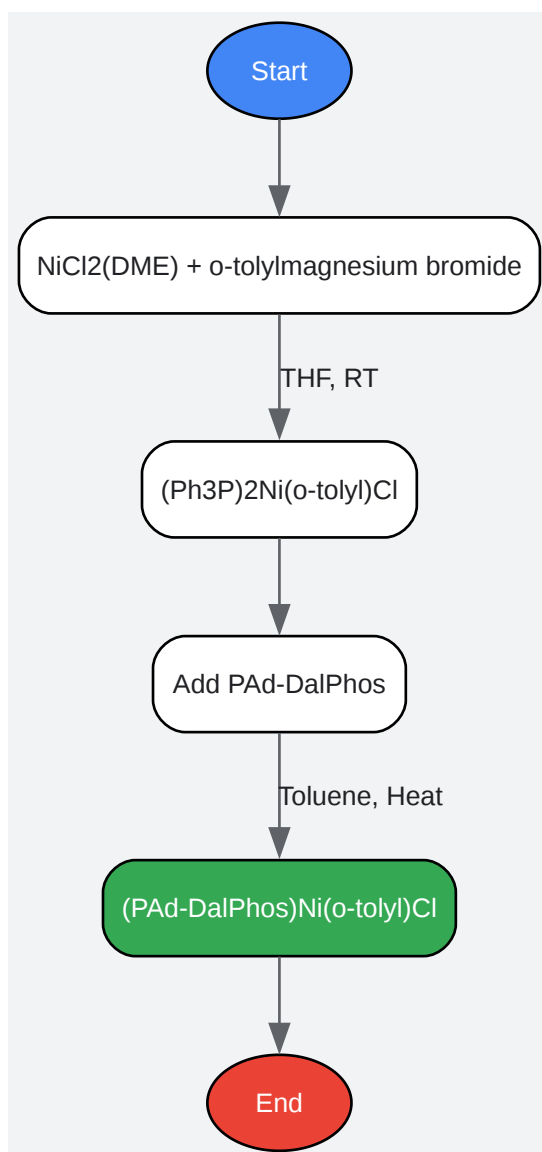 Start
NiCl2(DME) + o-tolylmagnesium bromide
THF, RT
(Ph3P)2Ni(o-tolyl)Cl
Add PAd-DalPhos
Toluene, Heat
(PAd-DalPhos)Ni(o-tolyl)Cl
End